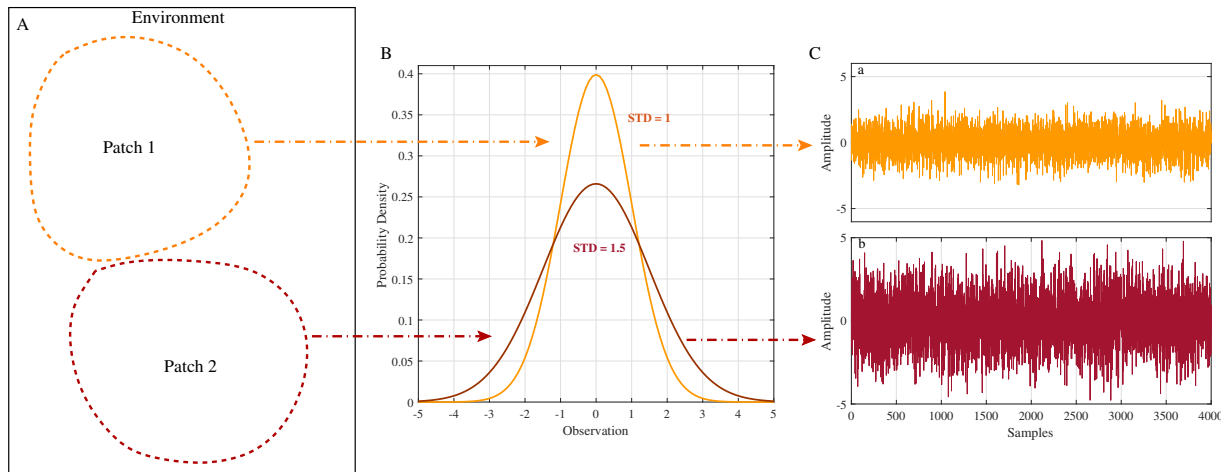 A
Environment
Patch 1
Patch 2
B
0.4
0.35
0.3
0.25
0.2
0.15
0.1
0.05
0
Probability Density
STD = 1
STD = 1.5
-5 -4 -3 -2 -1 0 1 2 3 4 5
Observation
C
a
5
0
-5
Amplitude
b
5
0
-5
Amplitude
0 500 1000 1500 2000 2500 3000 3500 4000
Samples